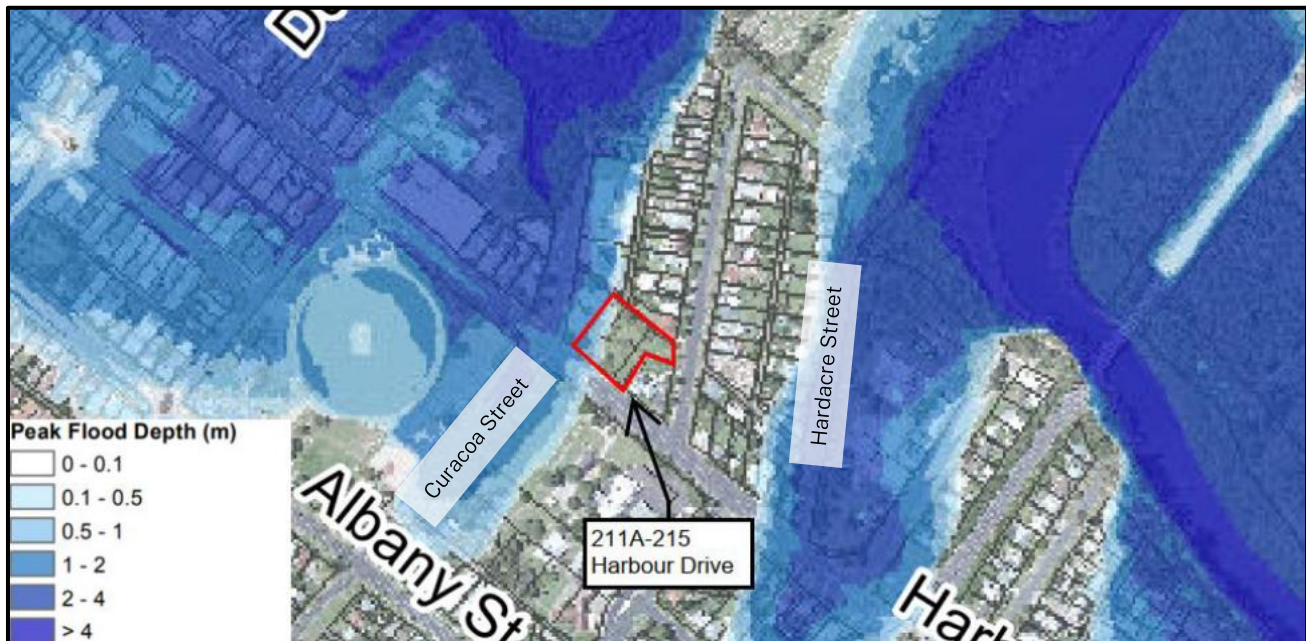 Curacoa Street
Hardacre Street
211A-215
Harbour Drive
Albany St
Peak Flood Depth (m)
0 - 0.1
0.1 - 0.5
0.5 - 1
1 - 2
2 - 4
> 4